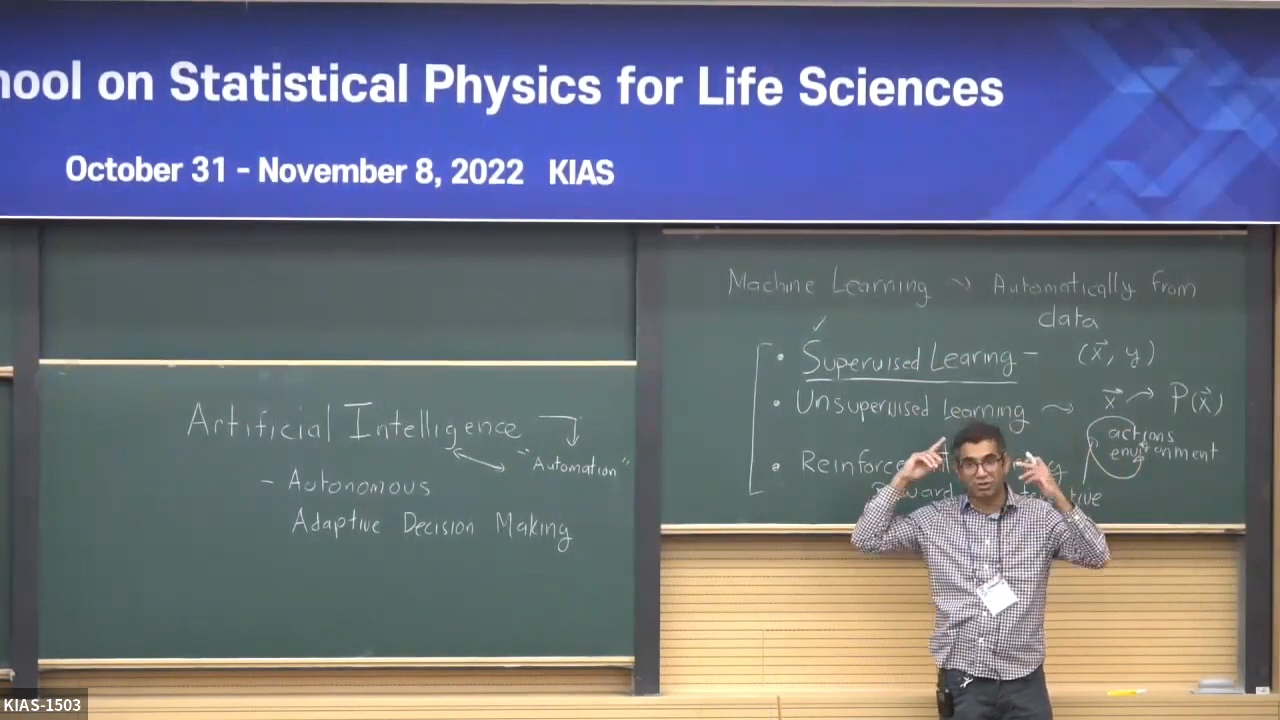 hool on Statistical Physics for Life Sciences
October 31 - November 8, 2022 KIAS
Artificial Intelligence
"Automation"
- Autonomous
Adaptive Decision Making
Machine Learning ~> Automatically from
data
✓
• Supervised Learing - (x⃗, y)
• Unsupervised learning ~> x⃗ ~> P(x⃗)
actions
environment
• Reinforce
KIAS-1503